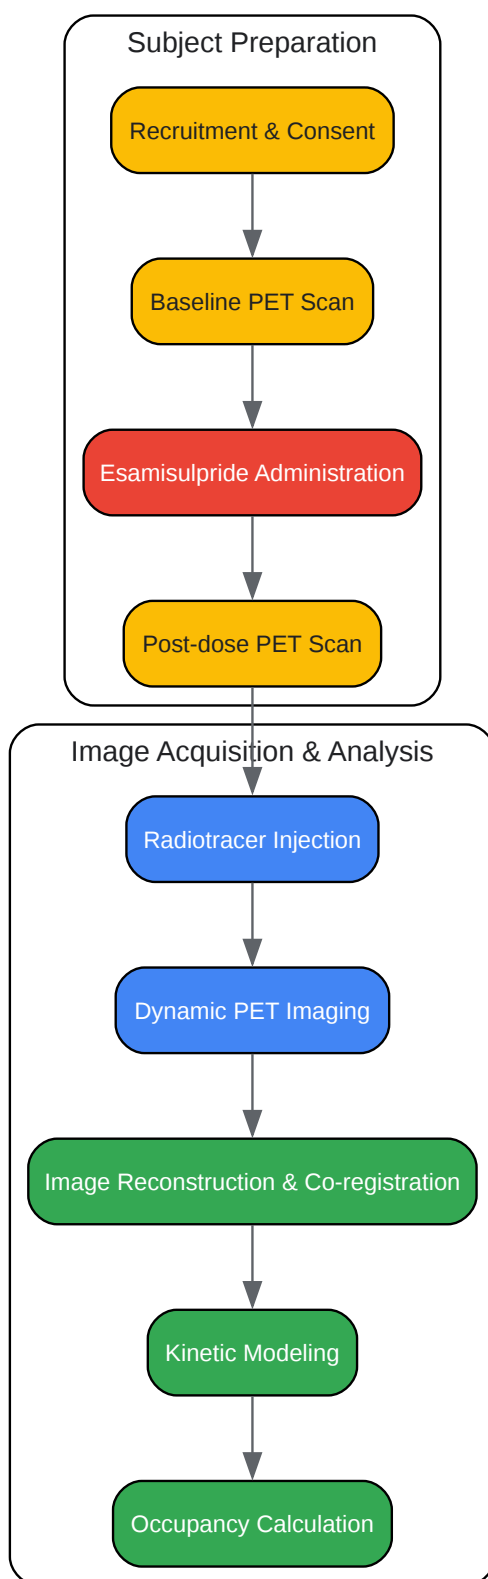 Subject Preparation
Recruitment & Consent
Baseline PET Scan
Esamisulpride Administration
Post-dose PET Scan
Image Acquisition & Analysis
Radiotracer Injection
Dynamic PET Imaging
Image Reconstruction & Co-registration
Kinetic Modeling
Occupancy Calculation